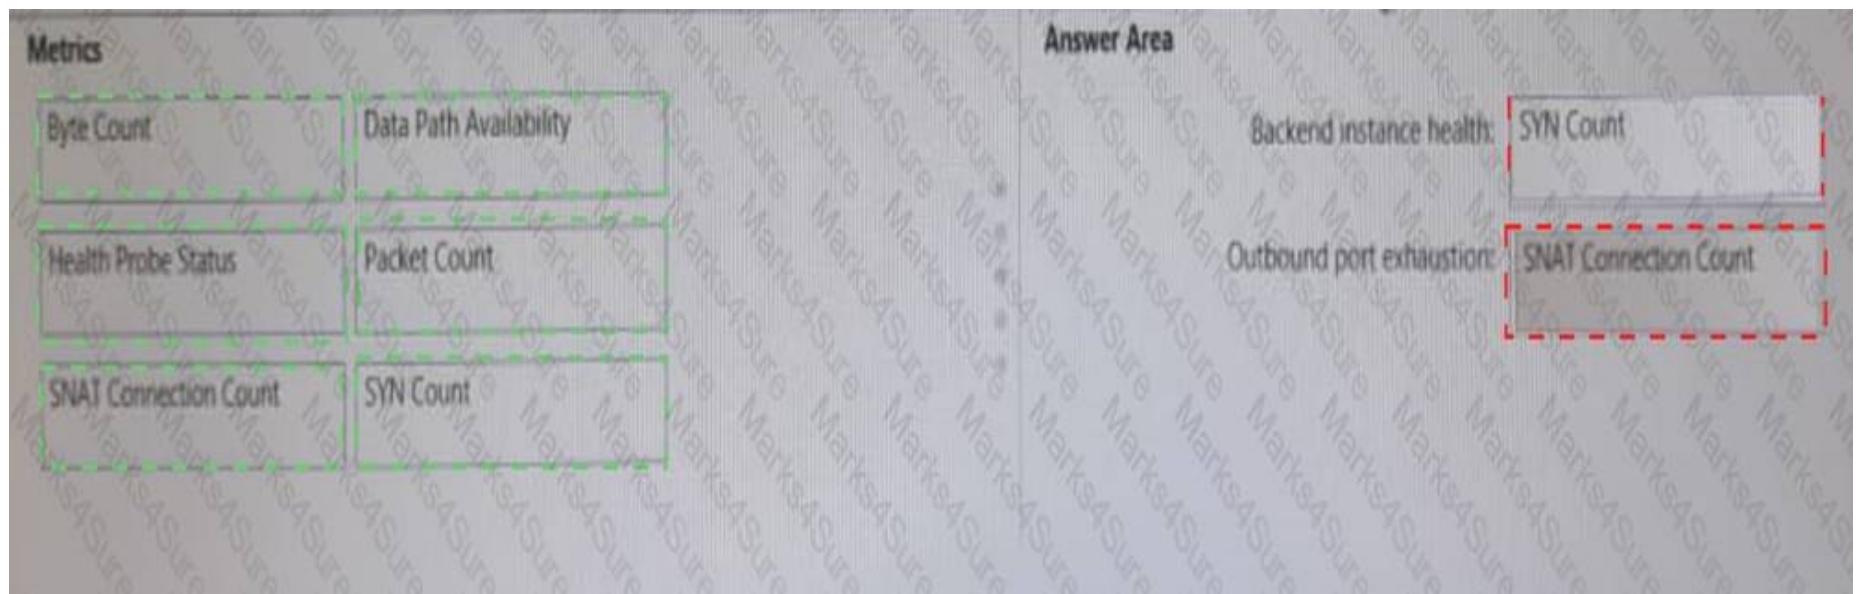 Metrics
Byte Count
Data Path Availability
Health Probe Status
Packet Count
SNAT Connection Count
SYN Count
Answer Area
Backend instance health:
SYN Count
Outbound port exhaustion:
SNAT Connection Count
Marks4Sure